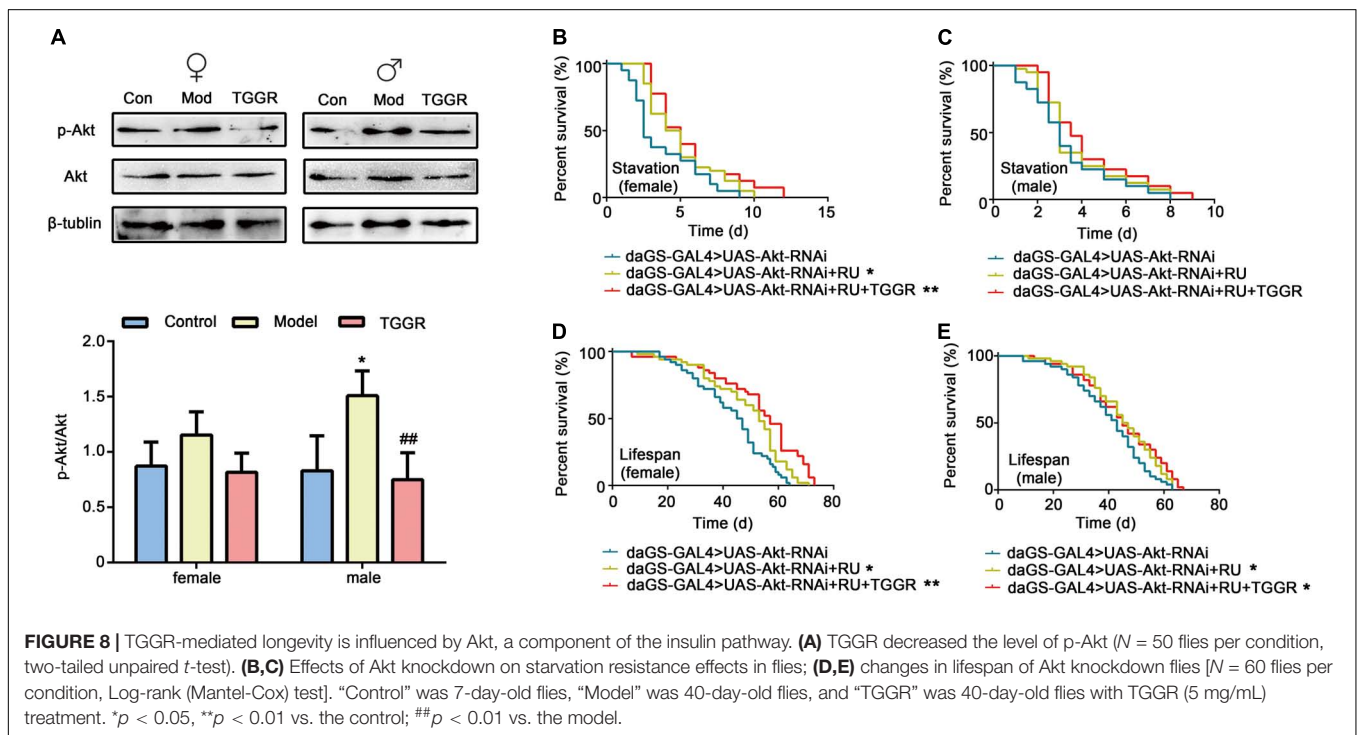 A
♀
♂
Con Mod TGGR
Con Mod TGGR
p-Akt
Akt
β-tublin
Control Model TGGR
p-Akt/Akt
2.0
1.5
1.0
0.5
0
*
##
female male
B
Percent survival (%)
100
50
0
Stavation
(female)
0 5 10 15
Time (d)
daGS-GAL4>UAS-Akt-RNAi
daGS-GAL4>UAS-Akt-RNAi+RU *
daGS-GAL4>UAS-Akt-RNAi+RU+TGGR **
C
Percent survival (%)
100
50
0
Stavation
(male)
0 2 4 6 8 10
Time (d)
daGS-GAL4>UAS-Akt-RNAi
daGS-GAL4>UAS-Akt-RNAi+RU
daGS-GAL4>UAS-Akt-RNAi+RU+TGGR
D
Percent survival (%)
100
50
0
Lifespan
(female)
0 20 40 60 80
Time (d)
daGS-GAL4>UAS-Akt-RNAi
daGS-GAL4>UAS-Akt-RNAi+RU *
daGS-GAL4>UAS-Akt-RNAi+RU+TGGR **
E
Percent survival (%)
100
50
0
Lifespan
(male)
0 20 40 60 80
Time (d)
daGS-GAL4>UAS-Akt-RNAi
daGS-GAL4>UAS-Akt-RNAi+RU *
daGS-GAL4>UAS-Akt-RNAi+RU+TGGR *
FIGURE 8 | TGGR-mediated longevity is influenced by Akt, a component of the insulin pathway. (A) TGGR decreased the level of p-Akt (N = 50 flies per condition,
two-tailed unpaired t-test). (B,C) Effects of Akt knockdown on starvation resistance effects in flies; (D,E) changes in lifespan of Akt knockdown flies [N = 60 flies per
condition, Log-rank (Mantel-Cox) test]. “Control” was 7-day-old flies, “Model” was 40-day-old flies, and “TGGR” was 40-day-old flies with TGGR (5 mg/mL)
treatment. *p < 0.05, **p < 0.01 vs. the control; ##p < 0.01 vs. the model.